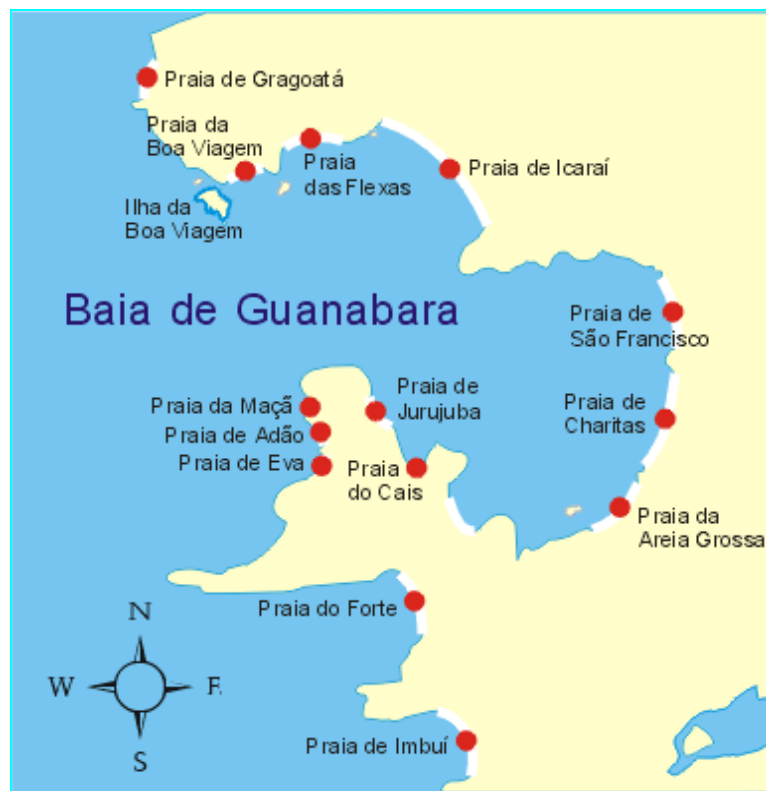 Praia de Gragoatá
Praia da
Boa Viagem
Praia
das Flexas
Praia de Icaraí
Ilha da
Boa Viagem
Baia de Guanabara
Praia de
São Francisco
Praia da Maçã
Praia de
Jurujuba
Praia de
Charitas
Praia de Adão
Praia de Eva
Praia
do Cais
Praia da
Areia Grossa
Praia do Forte
N
W
E
S
Praia de Imbuí